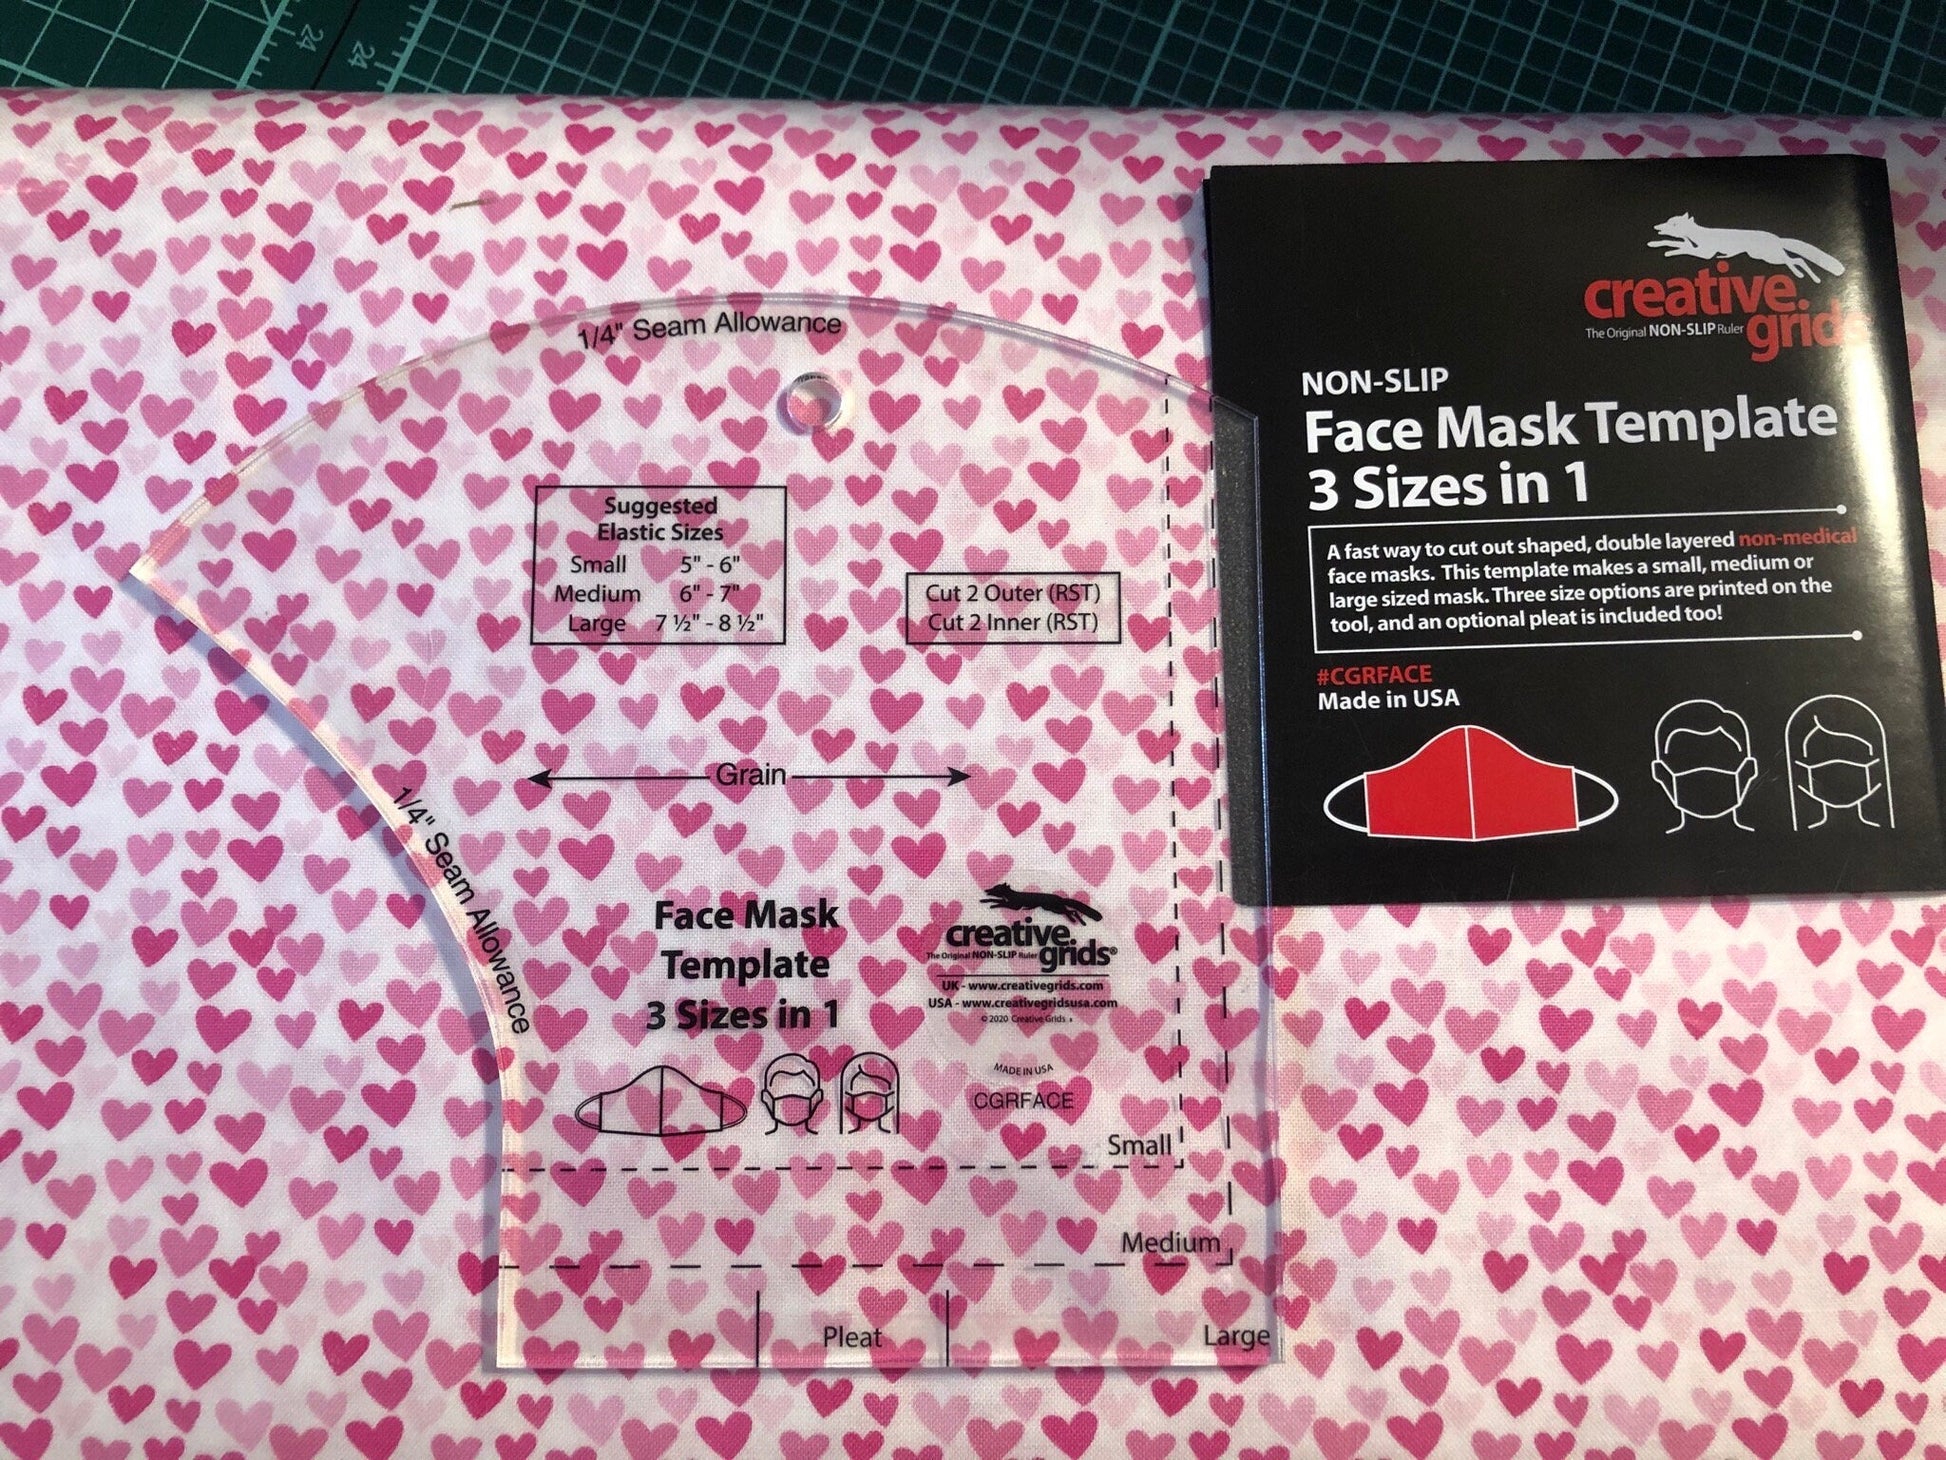 24
24
1/4" Seam Allowance
Suggested
Elastic Sizes
Small 5" - 6"
Medium 6" - 7"
Large 7 ½" - 8 ½"
Cut 2 Outer (RST)
Cut 2 Inner (RST)
Grain
1/4" Seam Allowance
Face Mask
Template
3 Sizes in 1
creative
grids®
The Original NON-SLIP Ruler
UK - www.creativegrids.com
USA - www.creativegridsusa.com
© 2020 Creative Grids
MADE IN USA
CGRFACE
Small
Medium
Pleat
Large
creative
grids
The Original NON-SLIP Ruler
NON-SLIP
Face Mask Template
3 Sizes in 1
A fast way to cut out shaped, double layered non-medical
face masks. This template makes a small, medium or
large sized mask. Three size options are printed on the
tool, and an optional pleat is included too!
#CGRFACE
Made in USA